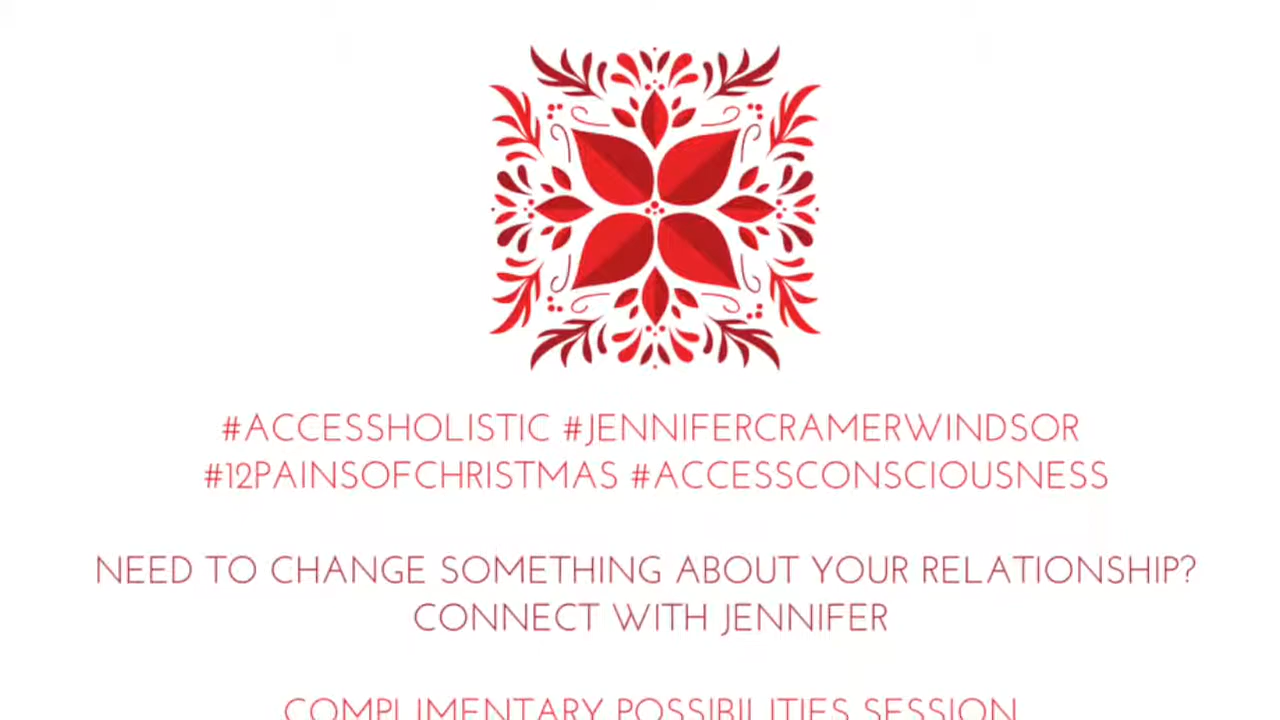 #ACCESSHOLISTIC #JENNIFERCRAMERWINDSOR
#12PAINSOFCHRISTMAS #ACCESSCONSCIOUSNESS
NEED TO CHANGE SOMETHING ABOUT YOUR RELATIONSHIP?
CONNECT WITH JENNIFER
COMPLIMENTARY POSSIBILITIES SESSION